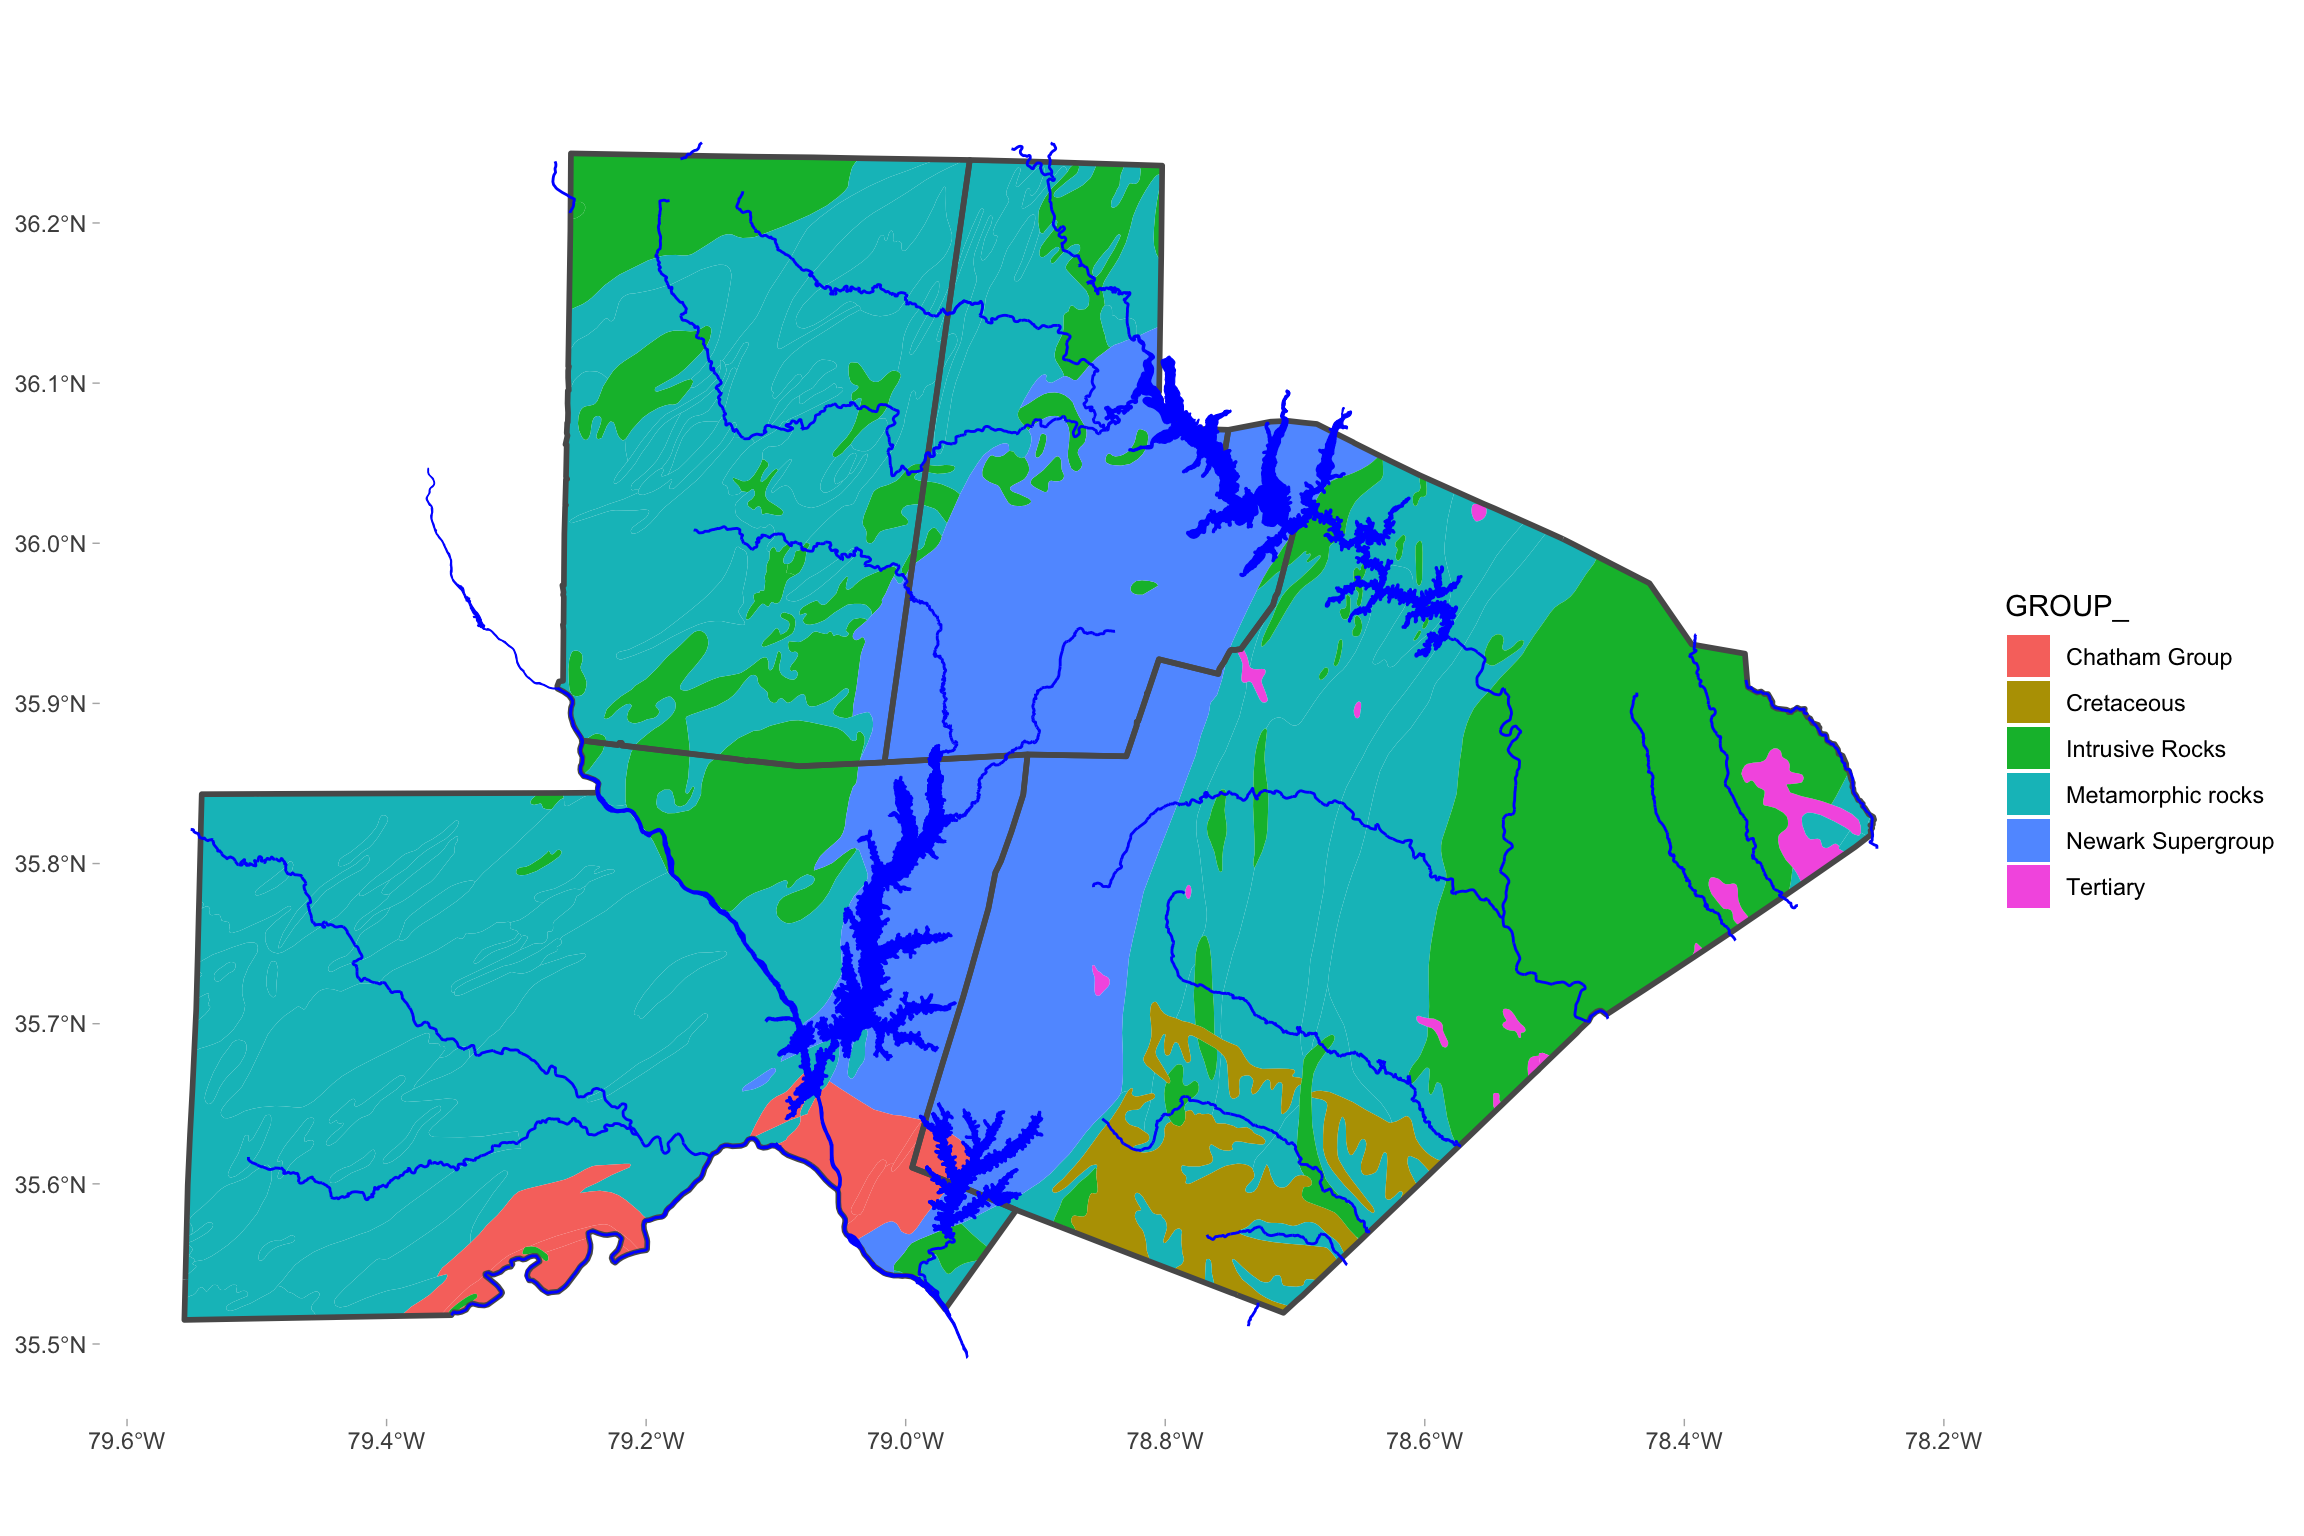 36.2°N
36.1°N
36.0°N
35.9°N
35.8°N
35.7°N
35.6°N
35.5°N
79.6°W 79.4°W 79.2°W 79.0°W 78.8°W 78.6°W 78.4°W 78.2°W
GROUP_
Chatham Group
Cretaceous
Intrusive Rocks
Metamorphic rocks
Newark Supergroup
Tertiary